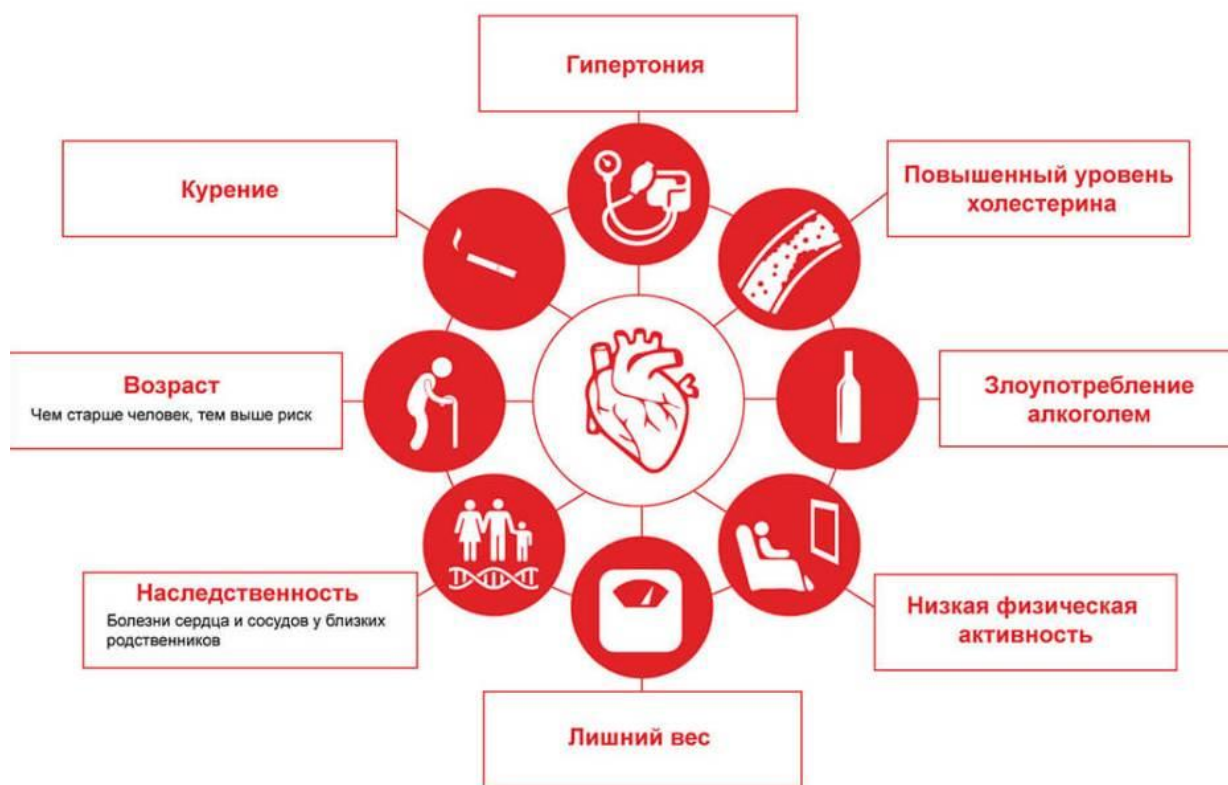 Гипертония
Повышенный уровень
холестерина
Злоупотребление
алкоголем
Низкая физическая
активность
Лишний вес
Наследственность
Болезни сердца и сосудов у близких
родственников
Возраст
Чем старше человек, тем выше риск
Курение